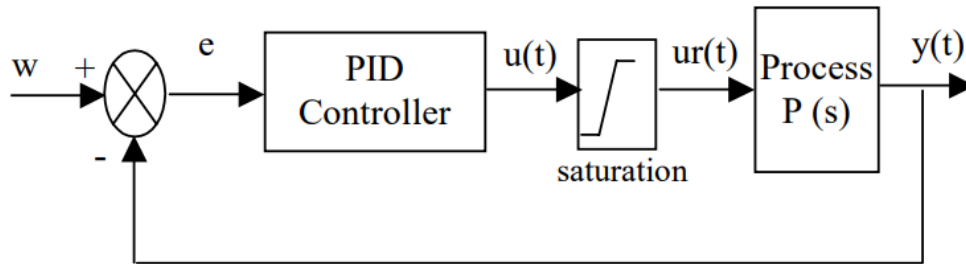 w
+
-
e
PID
Controller
u(t)
saturation
ur(t)
Process
P (s)
y(t)